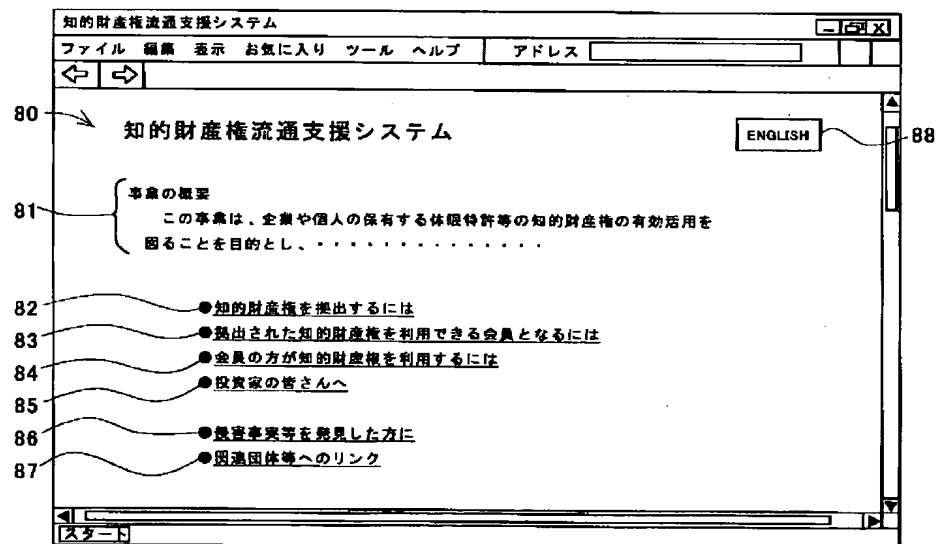 知的財産権流通支援システム
ファイル 編集 表示 お気に入り ツール ヘルプ アドレス
80
知的財産権流通支援システム
ENGLISH
88
81
事業の概要
この事業は、企業や個人の保有する休眠特許等の知的財産権の有効活用を
図ることを目的とし、・・・・・・・・・・・・・・
82
●知的財産権を拠出するには
83
●拠出された知的財産権を利用できる会員となるには
84
●会員の方が知的財産権を利用するには
85
●投資家の皆さんへ
86
●侵害事実等を発見した方に
87
●関連団体等へのリンク
スタート